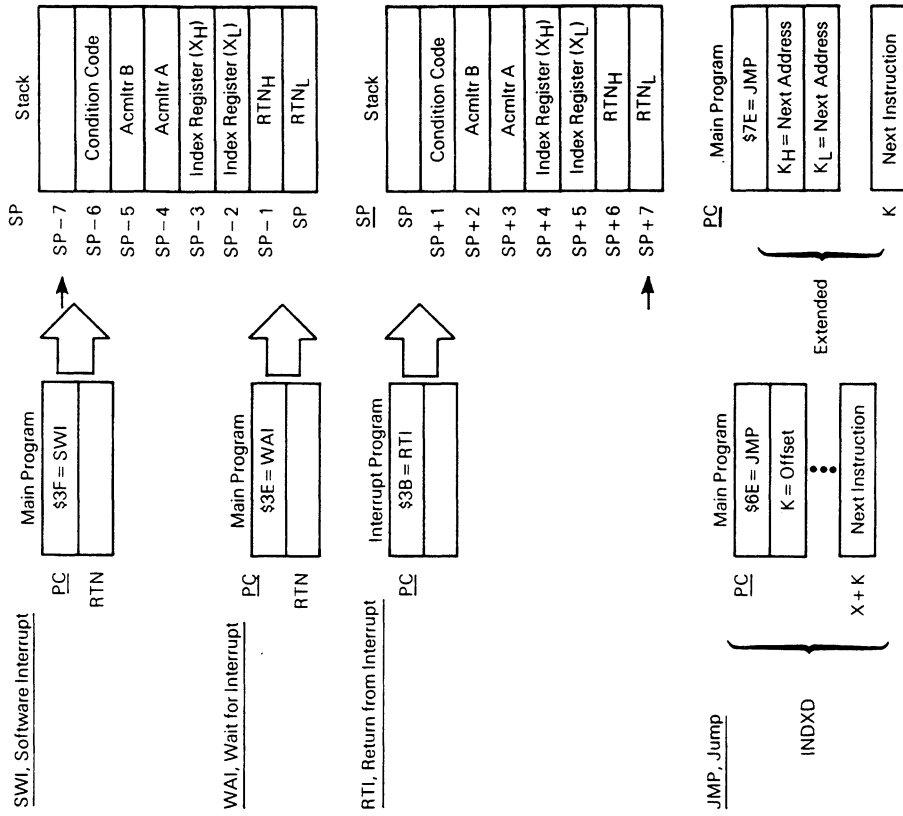 SWI, Software Interrupt
Main Program
PC
$3F = SWI
RTN
SP
Stack
SP − 7
SP − 6
Condition Code
SP − 5
Acmltr B
SP − 4
Acmltr A
SP − 3
Index Register (XH)
SP − 2
Index Register (XL)
SP − 1
RTNH
SP
RTNL
WAI, Wait for Interrupt
Main Program
PC
$3E = WAI
RTN
RTI, Return from Interrupt
Interrupt Program
PC
$3B = RTI
SP
Stack
SP
SP + 1
Condition Code
SP + 2
Acmltr B
SP + 3
Acmltr A
SP + 4
Index Register (XH)
SP + 5
Index Register (XL)
SP + 6
RTNH
SP + 7
RTNL
JMP, Jump
INDXD
Main Program
PC
$6E = JMP
K = Offset
X + K
Next Instruction
Extended
Main Program
PC
$7E = JMP
KH = Next Address
KL = Next Address
K
Next Instruction